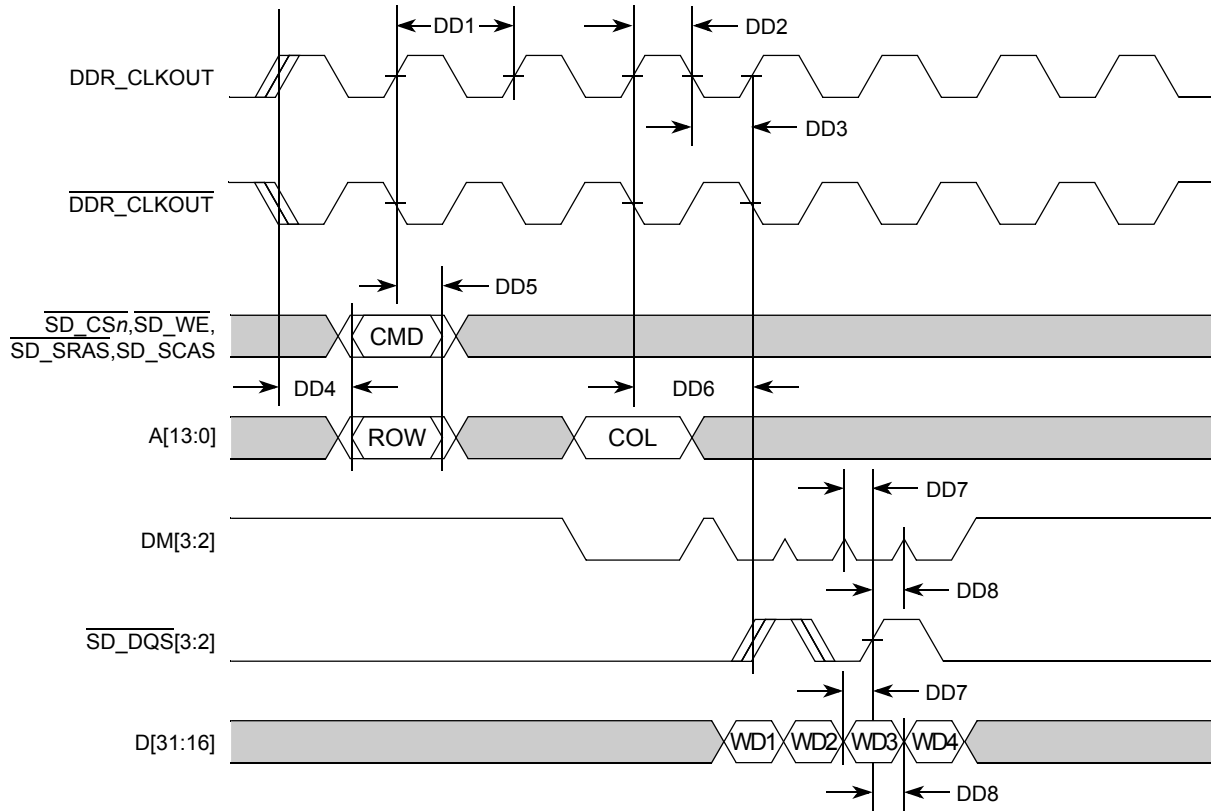 DD1
DD2
DDR_CLKOUT
DD3
DDR_CLKOUT
DD5
SD_CSn,SD_WE,
SD_SRAS,SD_SCAS
CMD
DD4
DD6
A[13:0]
ROW
COL
DD7
DM[3:2]
DD8
SD_DQS[3:2]
DD7
D[31:16]
WD1
WD2
WD3
WD4
DD8